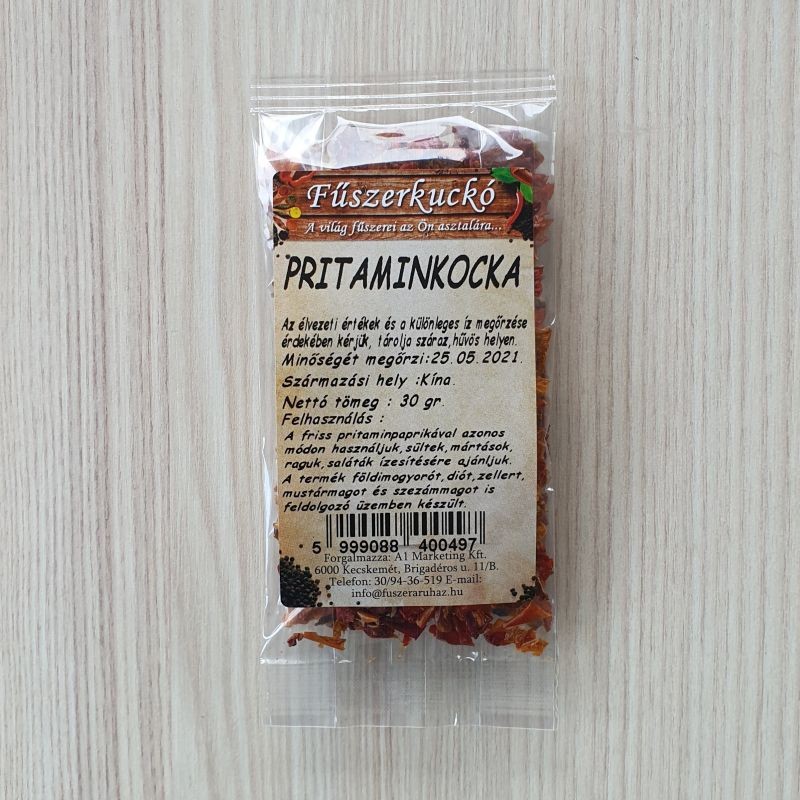 Fűszerkuckó
A világ fűszerei az Ön asztalára...
PRITAMINKOCKA
Az élvezeti értékek és a különleges íz megőrzése
érdekében kérjük, tárolja száraz,hűvös helyen.
Minőségét megőrzi:25.05.2021.
Származási hely :Kína.
Nettó tömeg : 30 gr.
Felhasználás :
A friss pritaminpaprikával azonos
módon használjuk,sültek,mártások,
raguk,saláták ízesítésére ajánljuk.
A termék földimogyorót,diót,zellert,
mustármagot és szezámmagot is
feldolgozó üzemben készült.
5 999088 400497
Forgalmazza: A1 Marketing Kft.
6000 Kecskemét, Brigadéros u. 11/B.
Telefon: 30/94-36-519 E-mail:
info@fuszeraruhaz.hu